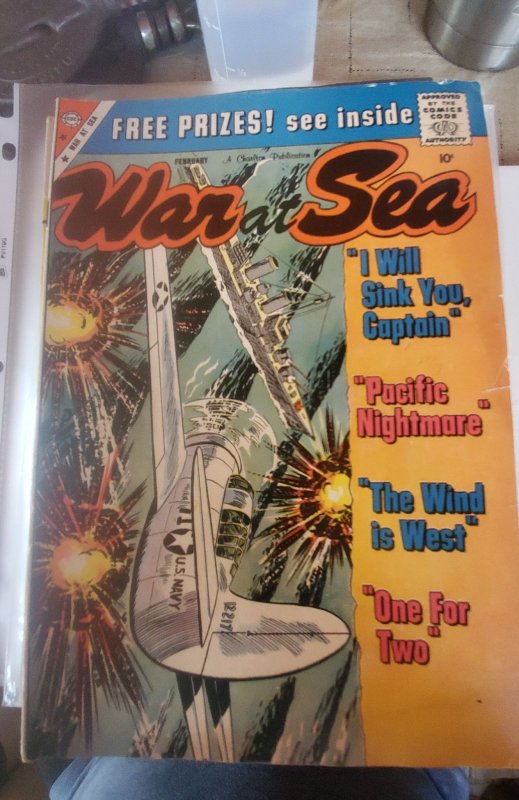 WAR AT SEA
FREE PRIZES! see inside
APPROVED
BY THE
COMICS
CODE
AUTHORITY
FEBRUARY
A Charlton Publication
10¢
War at Sea
"I Will
Sink You,
Captain"
"Pacific
Nightmare"
"The Wind
is West"
"One For
Two"
U.S. NAVY
12217